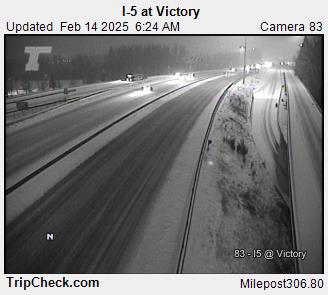 I-5 at Victory
Updated Feb 14 2025 6:24 AM Camera 83
T
N
83 - I5 @ Victory
TripCheck.com Milepost306.80